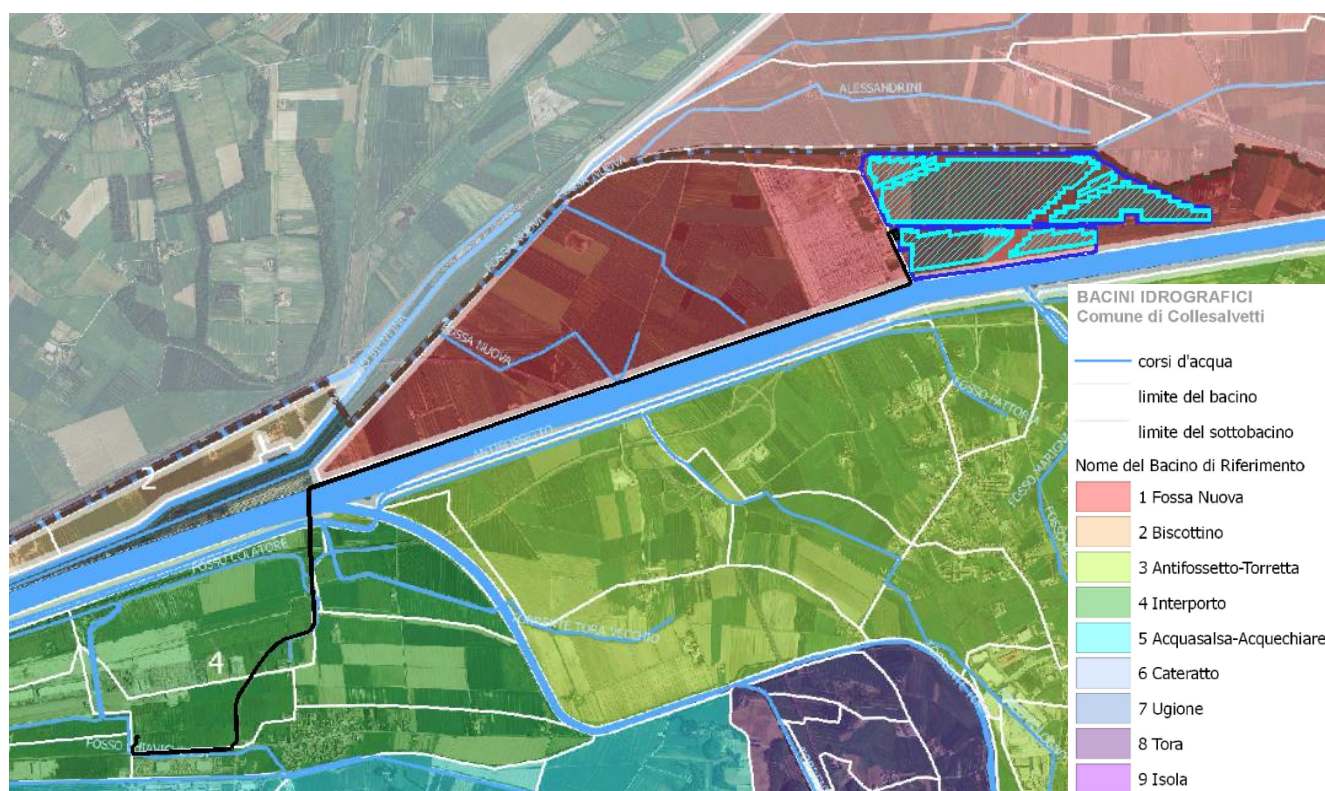 ALESSANDRINI
FOSSA NUOVA
FOSSA NUOVA
ANTIFOSSETTO
FOSSO COLATORE
TORRENTE TORA VECCHIO
1
2
4
BACINI IDROGRAFICI
Comune di Collesalvetti
corsi d'acqua
limite del bacino
limite del sottobacino
Nome del Bacino di Riferimento
1 Fossa Nuova
2 Biscottino
3 Antifossetto-Torretta
4 Interporto
5 Acquasalsa-Acquechiare
6 Cateratto
7 Ugione
8 Tora
9 Isola